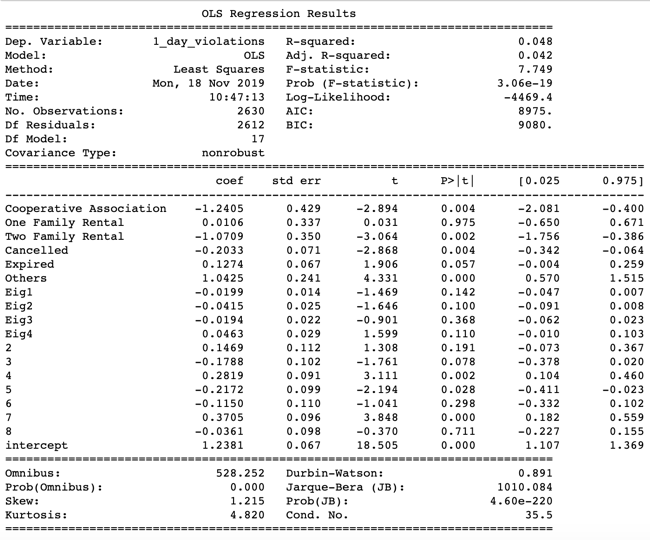 OLS Regression Results
==============================================================================
Dep. Variable: 1_day_violations R-squared: 0.048
Model: OLS Adj. R-squared: 0.042
Method: Least Squares F-statistic: 7.749
Date: Mon, 18 Nov 2019 Prob (F-statistic): 3.06e-19
Time: 10:47:13 Log-Likelihood: -4469.4
No. Observations: 2630 AIC: 8975.
Df Residuals: 2612 BIC: 9080.
Df Model: 17
Covariance Type: nonrobust
===========================================================================================
coef std err t P>|t| [0.025 0.975]
-------------------------------------------------------------------------------------------
Cooperative Association -1.2405 0.429 -2.894 0.004 -2.081 -0.400
One Family Rental 0.0106 0.337 0.031 0.975 -0.650 0.671
Two Family Rental -1.0709 0.350 -3.064 0.002 -1.756 -0.386
Cancelled -0.2033 0.071 -2.868 0.004 -0.342 -0.064
Expired 0.1274 0.067 1.906 0.057 -0.004 0.259
Others 1.0425 0.241 4.331 0.000 0.570 1.515
Eig1 -0.0199 0.014 -1.469 0.142 -0.047 0.007
Eig2 -0.0415 0.025 -1.646 0.100 -0.091 0.008
Eig3 -0.0194 0.022 -0.901 0.368 -0.062 0.023
Eig4 0.0463 0.029 1.599 0.110 -0.010 0.103
2 0.1469 0.112 1.308 0.191 -0.073 0.367
3 -0.1788 0.102 -1.761 0.078 -0.378 0.020
4 0.2819 0.091 3.111 0.002 0.104 0.460
5 -0.2172 0.099 -2.194 0.028 -0.411 -0.023
6 -0.1150 0.110 -1.041 0.298 -0.332 0.102
7 0.3705 0.096 3.848 0.000 0.182 0.559
8 -0.0361 0.098 -0.370 0.711 -0.227 0.155
intercept 1.2381 0.067 18.505 0.000 1.107 1.369
==============================================================================
Omnibus: 528.252 Durbin-Watson: 0.891
Prob(Omnibus): 0.000 Jarque-Bera (JB): 1010.084
Skew: 1.215 Prob(JB): 4.60e-220
Kurtosis: 4.820 Cond. No. 35.5
==============================================================================